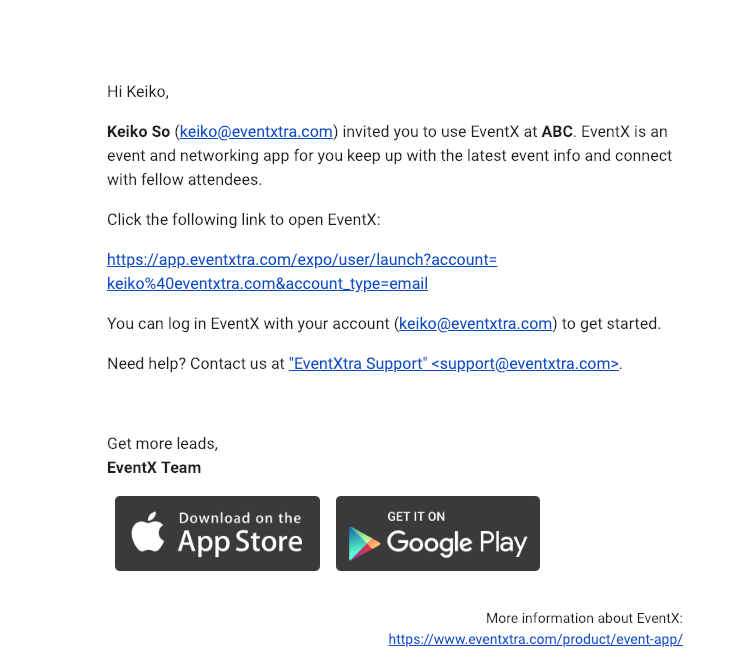 Hi Keiko,
Keiko So (keiko@eventxtra.com) invited you to use EventX at ABC. EventX is an
event and networking app for you keep up with the latest event info and connect
with fellow attendees.
Click the following link to open EventX:
https://app.eventxtra.com/expo/user/launch?account=
keiko%40eventxtra.com&account_type=email
You can log in EventX with your account (keiko@eventxtra.com) to get started.
Need help? Contact us at "EventXtra Support" <support@eventxtra.com>.
Get more leads,
EventX Team
Download on the
App Store
GET IT ON
Google Play
More information about EventX:
https://www.eventxtra.com/product/event-app/